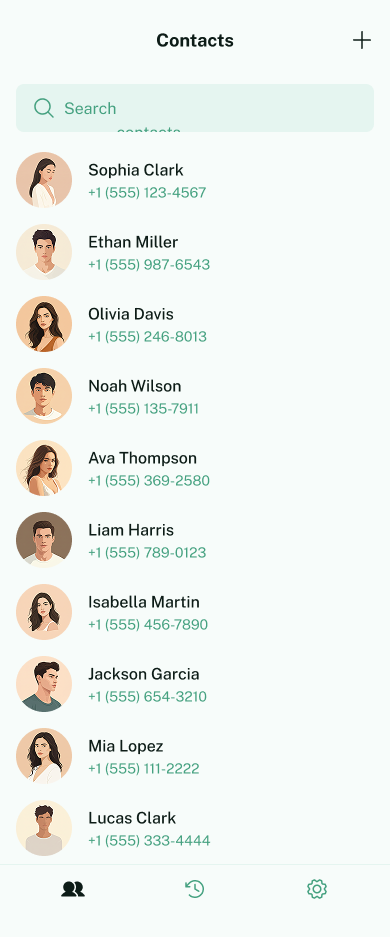 Contacts
Search
contacts
Sophia Clark
+1 (555) 123-4567
Ethan Miller
+1 (555) 987-6543
Olivia Davis
+1 (555) 246-8013
Noah Wilson
+1 (555) 135-7911
Ava Thompson
+1 (555) 369-2580
Liam Harris
+1 (555) 789-0123
Isabella Martin
+1 (555) 456-7890
Jackson Garcia
+1 (555) 654-3210
Mia Lopez
+1 (555) 111-2222
Lucas Clark
+1 (555) 333-4444